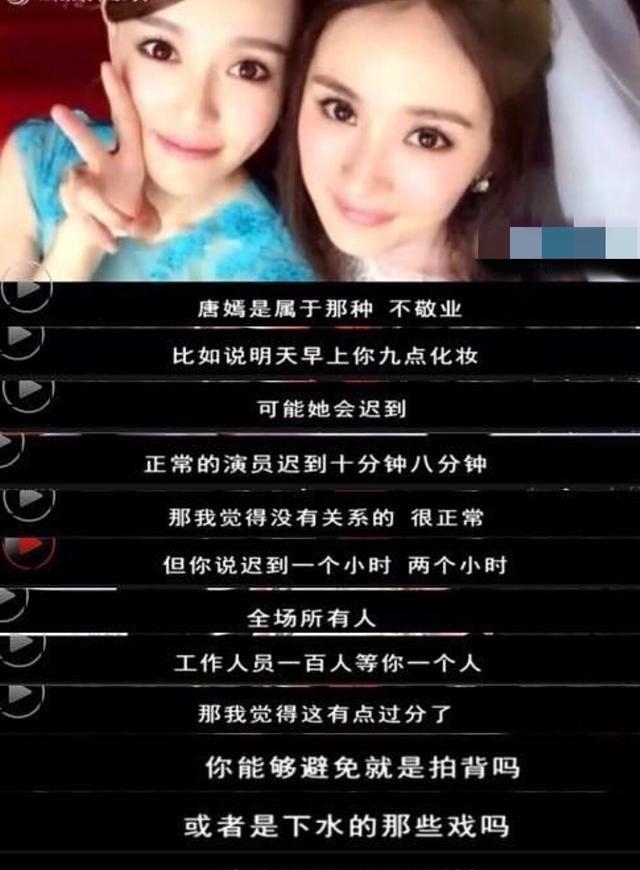 唐嫣是属于那种 不敬业
比如说明天早上你九点化妆
可能她会迟到
正常的演员迟到十分钟八分钟
那我觉得没有关系的 很正常
但你说迟到一个小时 两个小时
全场所有人
工作人员一百人等你一个人
那我觉得这有点过分了
你能够避免就是拍背吗
或者是下水的那些戏吗